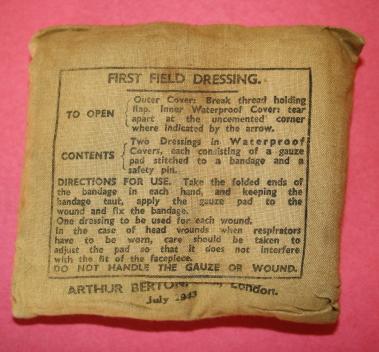 FIRST FIELD DRESSING.
Outer Cover: Break thread holding
flap. Inner Waterproof Cover: tear
TO OPEN apart at the uncemented corner
where indicated by the arrow.
Two Dressings in Waterproof
CONTENTS Covers, each consisting of a gauze
pad stitched to a bandage and a
safety pin.
DIRECTIONS FOR USE. Take the folded ends of
the bandage in each hand, and keeping the
bandage taut, apply the gauze pad to the
wound and fix the bandage.
One dressing to be used for each wound.
In the case of head wounds when respirators
have to be worn, care should be taken to
adjust the pad so that it does not interfere
with the fit of the facepiece.
DO NOT HANDLE THE GAUZE OR WOUND.
ARTHUR BERTON, London.
July 1943